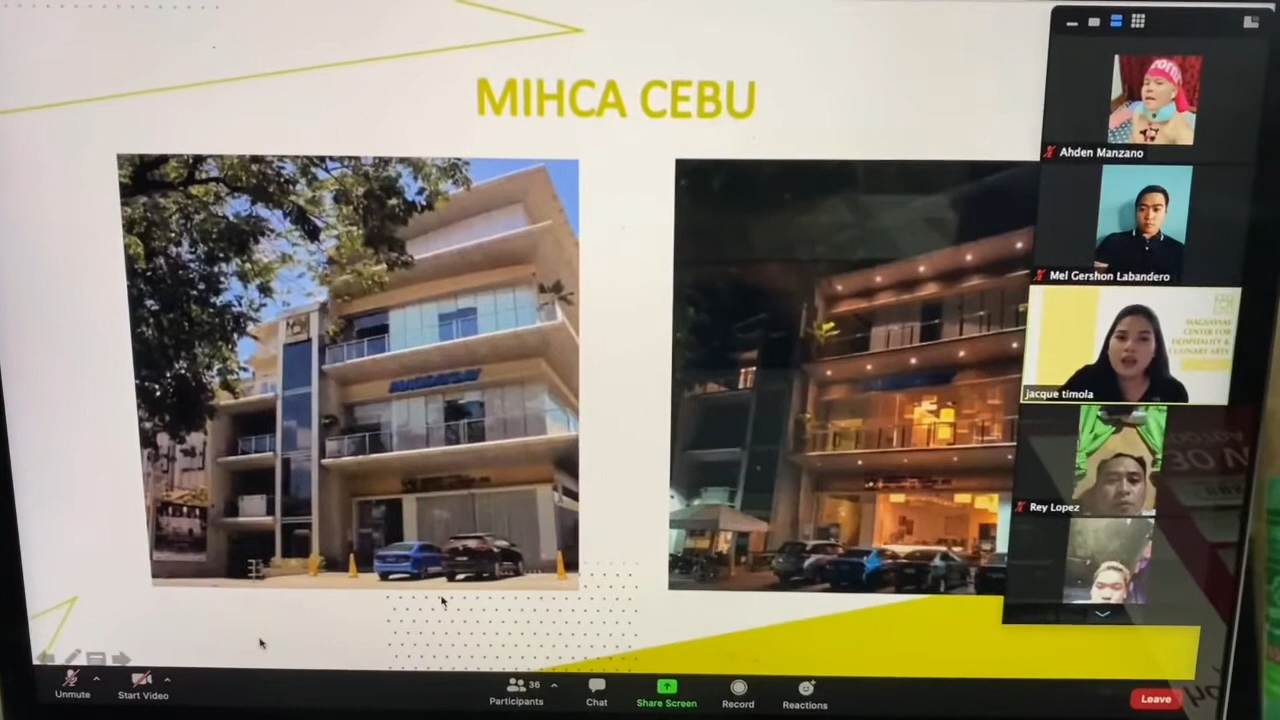 MIHCA CEBU
Ahden Manzano
Mel Gershon Labandero
MAGSAYSAY
CENTER FOR
HOSPITALITY &
CULINARY ARTS
Jacque timola
Rey Lopez
Unmute
Start Video
36
Participants
Chat
Share Screen
Record
Reactions
Leave